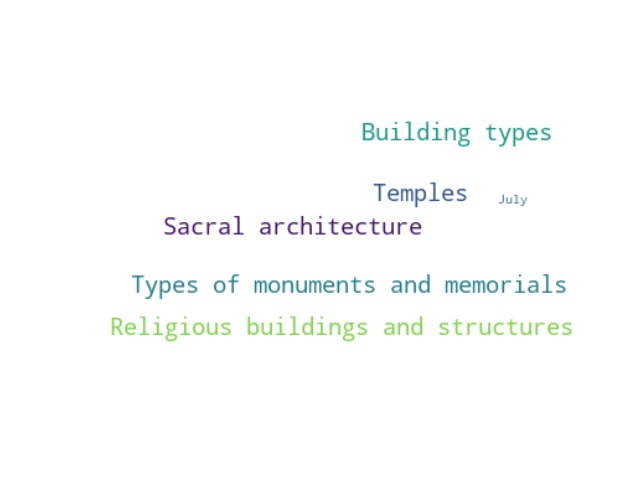 Building types
Temples July
Sacral architecture
Types of monuments and memorials
Religious buildings and structures